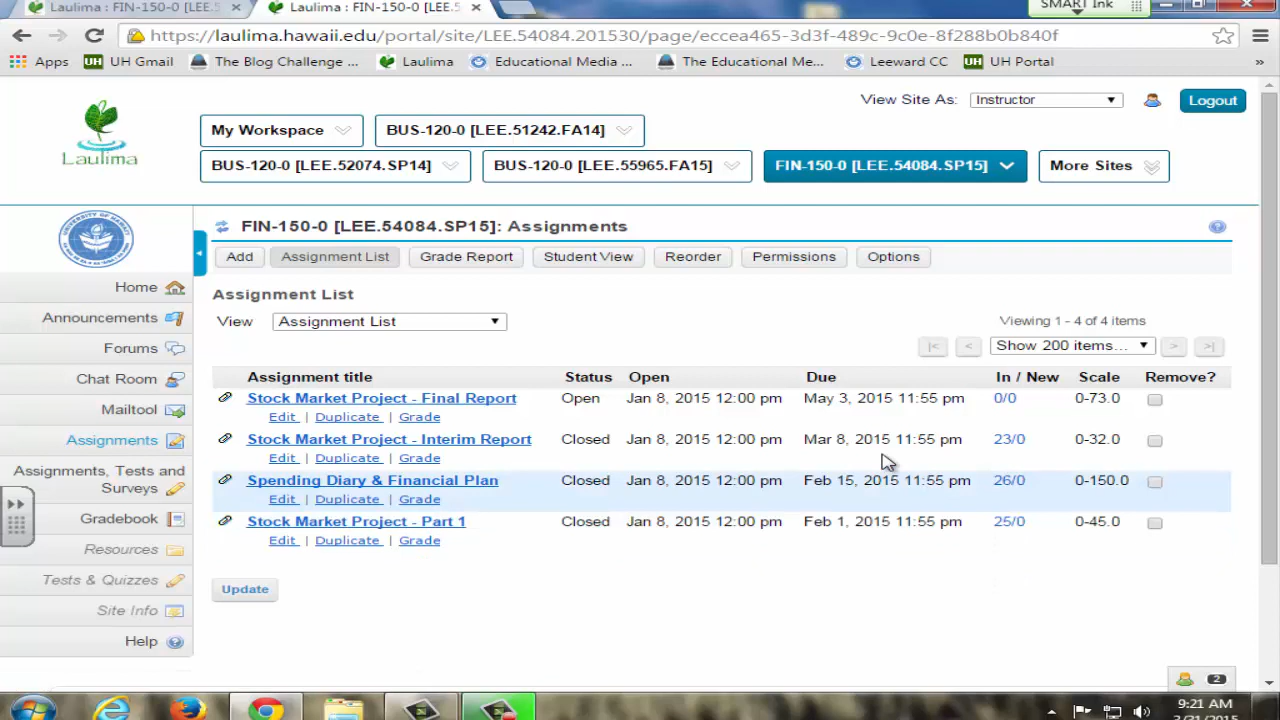 Laulima : FIN-150-0 [LEE.5 × Laulima : FIN-150-0 [LEE.5 × SMART Ink
https://laulima.hawaii.edu/portal/site/LEE.54084.201530/page/eccea465-3d3f-489c-9c0e-8f288b0b840f
Apps UH Gmail The Blog Challenge ... Laulima Educational Media ... The Educational Me... Leeward CC UH Portal »
View Site As: Instructor Logout
Laulima
My Workspace BUS-120-0 [LEE.51242.FA14]
BUS-120-0 [LEE.52074.SP14] BUS-120-0 [LEE.55965.FA15] FIN-150-0 [LEE.54084.SP15] More Sites
Home
Announcements
Forums
Chat Room
Mailtool
Assignments
Assignments, Tests and
Surveys
Gradebook
Resources
Tests & Quizzes
Site Info
Help
FIN-150-0 [LEE.54084.SP15]: Assignments
Add Assignment List Grade Report Student View Reorder Permissions Options
Assignment List
View Assignment List Viewing 1 - 4 of 4 items
|< < Show 200 items... > >|
Assignment title Status Open Due In / New Scale Remove?
Stock Market Project - Final Report Open Jan 8, 2015 12:00 pm May 3, 2015 11:55 pm 0/0 0-73.0
Edit | Duplicate | Grade
Stock Market Project - Interim Report Closed Jan 8, 2015 12:00 pm Mar 8, 2015 11:55 pm 23/0 0-32.0
Edit | Duplicate | Grade
Spending Diary & Financial Plan Closed Jan 8, 2015 12:00 pm Feb 15, 2015 11:55 pm 26/0 0-150.0
Edit | Duplicate | Grade
Stock Market Project - Part 1 Closed Jan 8, 2015 12:00 pm Feb 1, 2015 11:55 pm 25/0 0-45.0
Edit | Duplicate | Grade
Update
2
9:21 AM